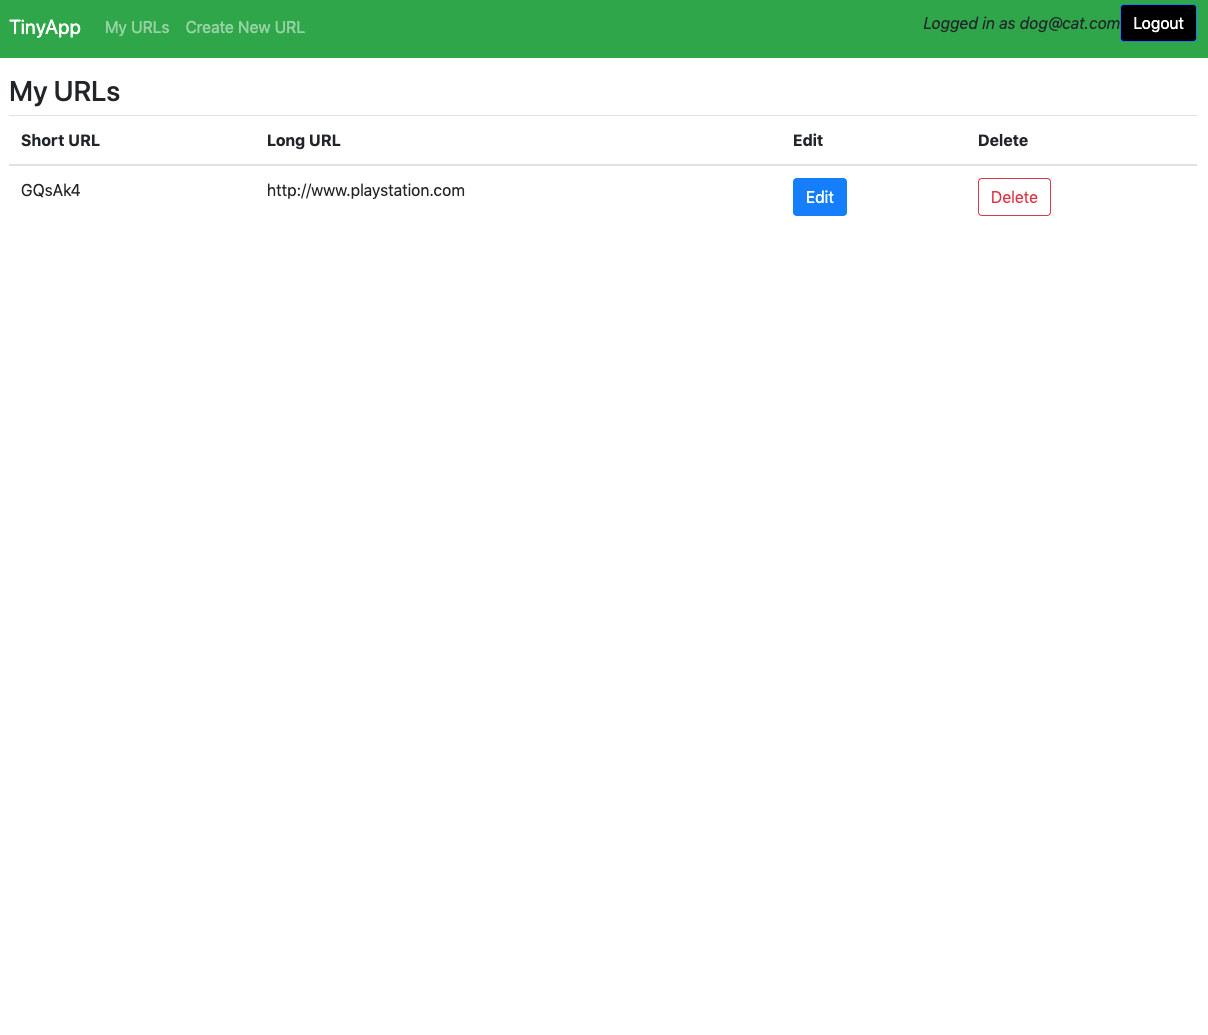 TinyApp My URLs Create New URL Logged in as dog@cat.com Logout
My URLs
Short URL Long URL Edit Delete
GQsAk4 http://www.playstation.com Edit Delete